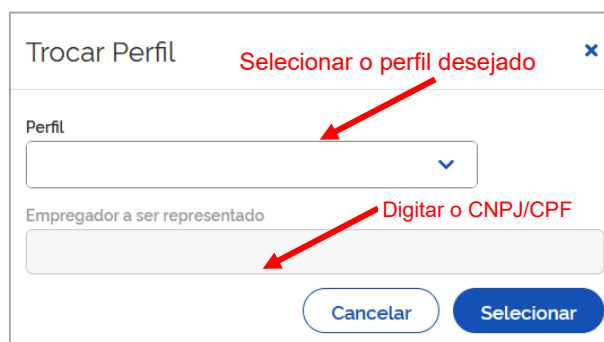 Trocar Perfil
Selecionar o perfil desejado
Perfil
Empregador a ser representado
Digitar o CNPJ/CPF
Cancelar
Selecionar